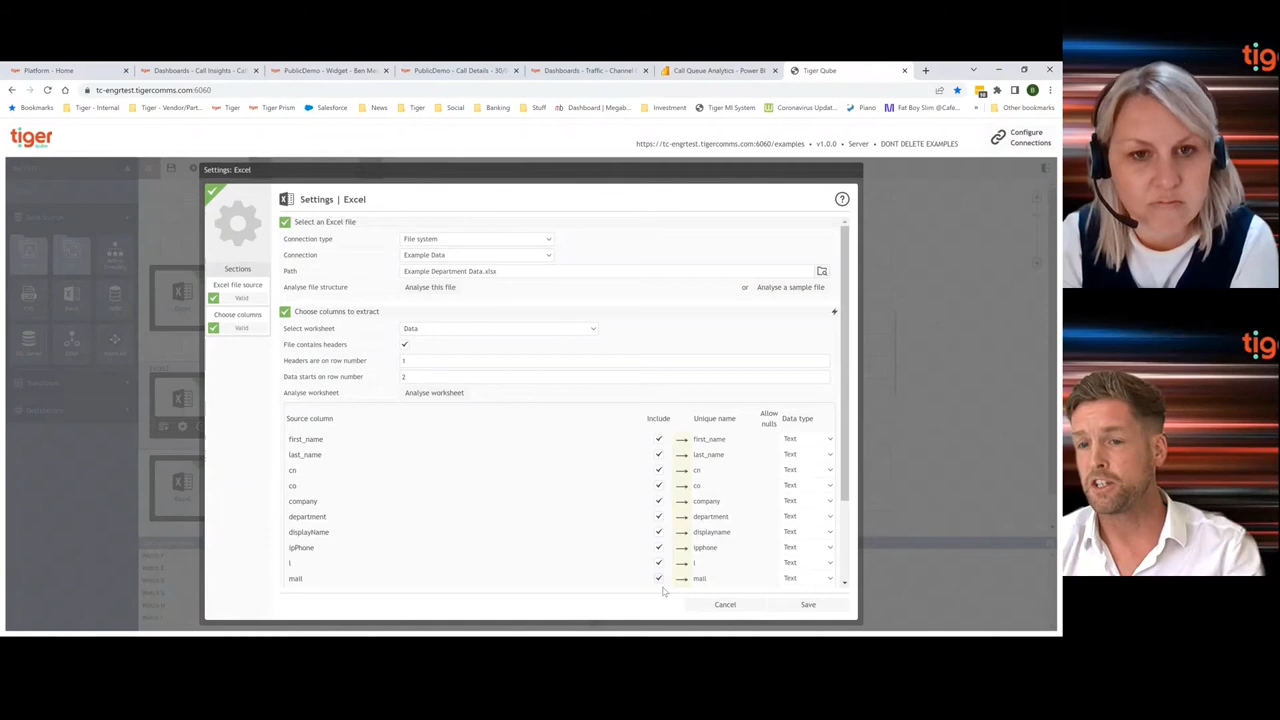 Platform - Home
Dashboards - Call Insights - Ca
PublicDemo - Widget - Ben Me
PublicDemo - Call Details - 30/
Dashboards - Traffic - Channel
Call Queue Analytics - Power BI
Tiger Qube
tc-engrtest.tigercomms.com:6060
Bookmarks
Tiger - Internal
Tiger - Vendor/Part...
Tiger
Tiger Prism
Salesforce
News
Tiger
Social
Banking
Stuff
Dashboard | Megab...
Investment
Tiger MI System
Coronavirus Updat...
Piano
Fat Boy Slim @Cafe...
Other bookmarks
tiger
https://tc-engrtest.tigercomms.com:6060/examples • v1.0.0 • Server • DONT DELETE EXAMPLES
Configure
Connections
Settings: Excel
Settings | Excel
Select an Excel file
Connection type
File system
Connection
Example Data
Path
Example Department Data.xlsx
Analyse file structure
Analyse this file
or
Analyse a sample file
Sections
Excel file source
Valid
Choose columns
Valid
Choose columns to extract
Select worksheet
Data
File contains headers
Headers are on row number
1
Data starts on row number
2
Analyse worksheet
Analyse worksheet
Source column
Include
Unique name
Allow
nulls
Data type
first_name
first_name
Text
last_name
last_name
Text
cn
cn
Text
co
co
Text
company
company
Text
department
department
Text
displayName
displayname
Text
ipPhone
ipphone
Text
l
l
Text
mail
mail
Text
Cancel
Save
tig
tig